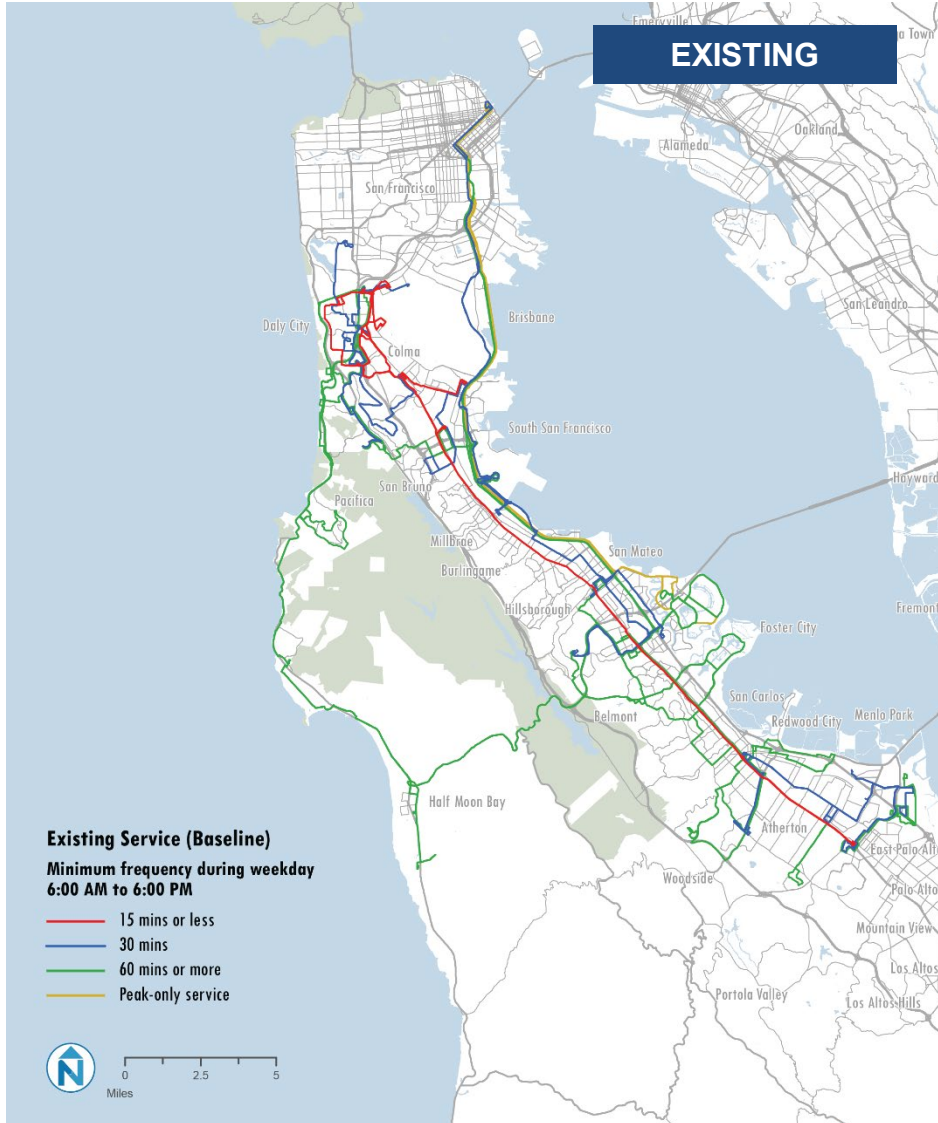 EXISTING
Emeryville
Town
Oakland
Alameda
San Francisco
San Leandro
Daly City
Brisbane
Colma
South San Francisco
Hayward
San Bruno
Pacifica
Millbrae
San Mateo
Burlingame
Hillsborough
Fremont
Foster City
San Carlos
Belmont
Redwood City
Menlo Park
Half Moon Bay
Atherton
East Palo Alto
Woodside
Palo Alto
Mountain View
Los Altos
Portola Valley
Los Altos Hills
Existing Service (Baseline)
Minimum frequency during weekday
6:00 AM to 6:00 PM
15 mins or less
30 mins
60 mins or more
Peak-only service
N
0 2.5 5
Miles